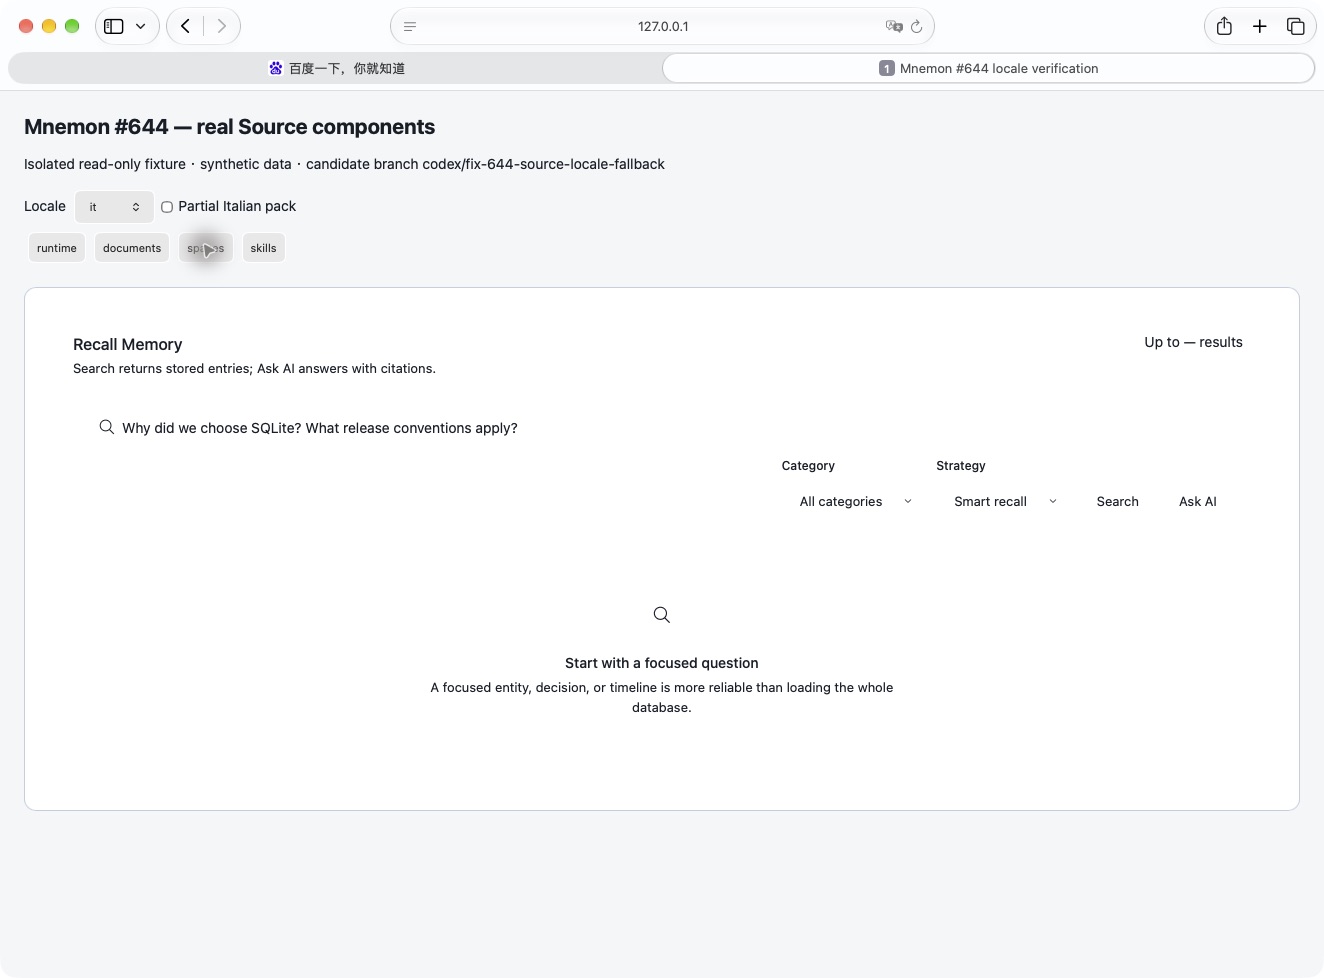 127.0.0.1
百度一下，你就知道
1 Mnemon #644 locale verification
Mnemon #644 — real Source components
Isolated read-only fixture · synthetic data · candidate branch codex/fix-644-source-locale-fallback
Locale it Partial Italian pack
runtime documents spaces skills
Recall Memory
Up to — results
Search returns stored entries; Ask AI answers with citations.
Why did we choose SQLite? What release conventions apply?
Category Strategy
All categories Smart recall Search Ask AI
Start with a focused question
A focused entity, decision, or timeline is more reliable than loading the whole
database.